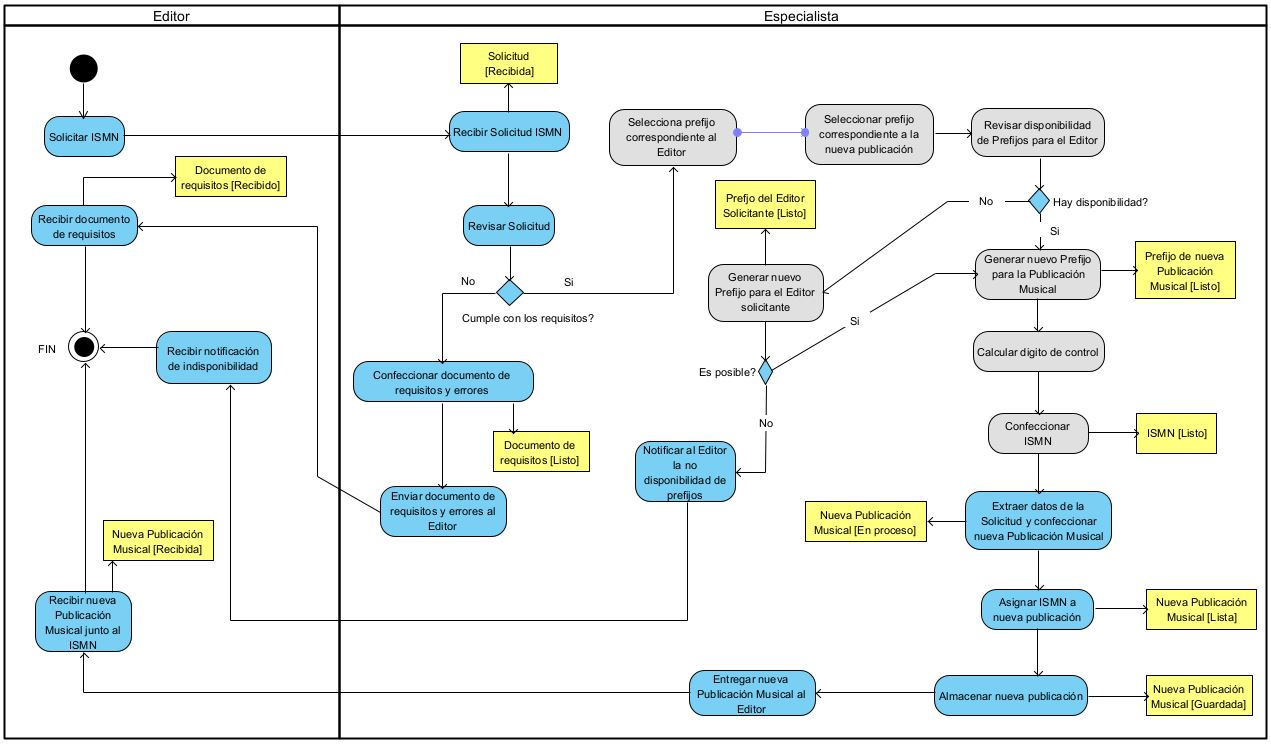 Editor
Especialista
Solicitar ISMN
Documento de
requisitos [Recibido]
Recibir documento
de requisitos
FIN
Recibir notificación
de indisponibilidad
Nueva Publicación
Musical [Recibida]
Recibir nueva
Publicación
Musical junto al
ISMN
Solicitud
[Recibida]
Recibir Solicitud ISMN
Revisar Solicitud
No
Si
Cumple con los requisitos?
Confeccionar documento de
requisitos y errores
Documento de
requisitos [Listo]
Enviar documento de
requisitos y errores al
Editor
Selecciona prefijo
correspondiente al
Editor
Seleccionar prefijo
correspondiente a la
nueva publicación
Revisar disponibilidad
de Prefijos para el Editor
No
Hay disponibilidad?
Si
Prefjo del Editor
Solicitante [Listo]
Generar nuevo
Prefijo para el Editor
solicitante
Generar nuevo Prefijo
para la Publicación
Musical
Prefijo de nueva
Publicación
Musical [Listo]
Si
Es posible?
No
Calcular digito de control
Confeccionar
ISMN
ISMN [Listo]
Notificar al Editor
la no
disponibilidad de
prefijos
Extraer datos de la
Solicitud y confeccionar
nueva Publicación Musical
Nueva Publicación
Musical [En proceso]
Asignar ISMN a
nueva publicación
Nueva Publicación
Musical [Lista]
Almacenar nueva publicación
Nueva Publicación
Musical [Guardada]
Entregar nueva
Publicación Musical al
Editor